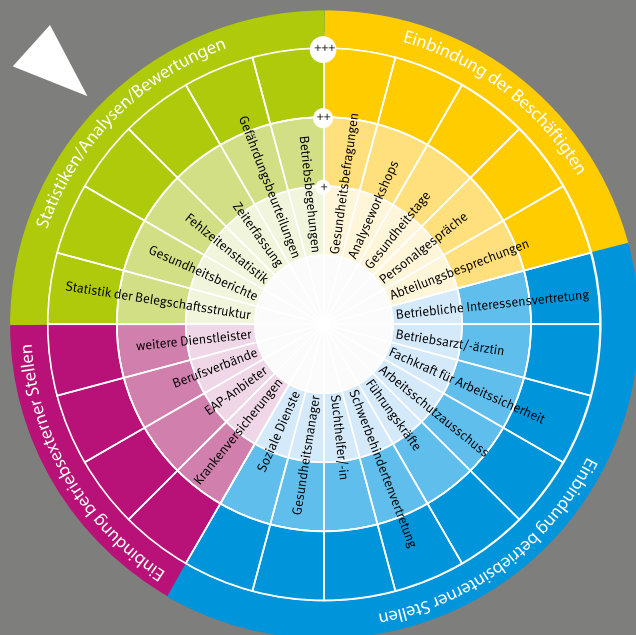 Einbindung der Beschäftigten
Gesundheitsbefragungen
Analyseworkshops
Gesundheitstage
Personalgespräche
Abteilungsbesprechungen
Einbindung betriebsinterner Stellen
Betriebliche Interessensvertretung
Betriebsarzt/-ärztin
Fachkraft für Arbeitssicherheit
Arbeitsschutzausschuss
Führungskräfte
Schwerbehindertenvertretung
Suchthelfer/-in
Gesundheitsmanager
Soziale Dienste
Einbindung betriebsexterner Stellen
Krankenversicherungen
EAP-Anbieter
Berufsverbände
weitere Dienstleister
Statistiken/Analysen/Bewertungen
Statistik der Belegschaftsstruktur
Gesundheitsberichte
Fehlzeitenstatistik
Zeiterfassung
Gefährdungsbeurteilungen
Betriebsbegehungen
+++
++
+